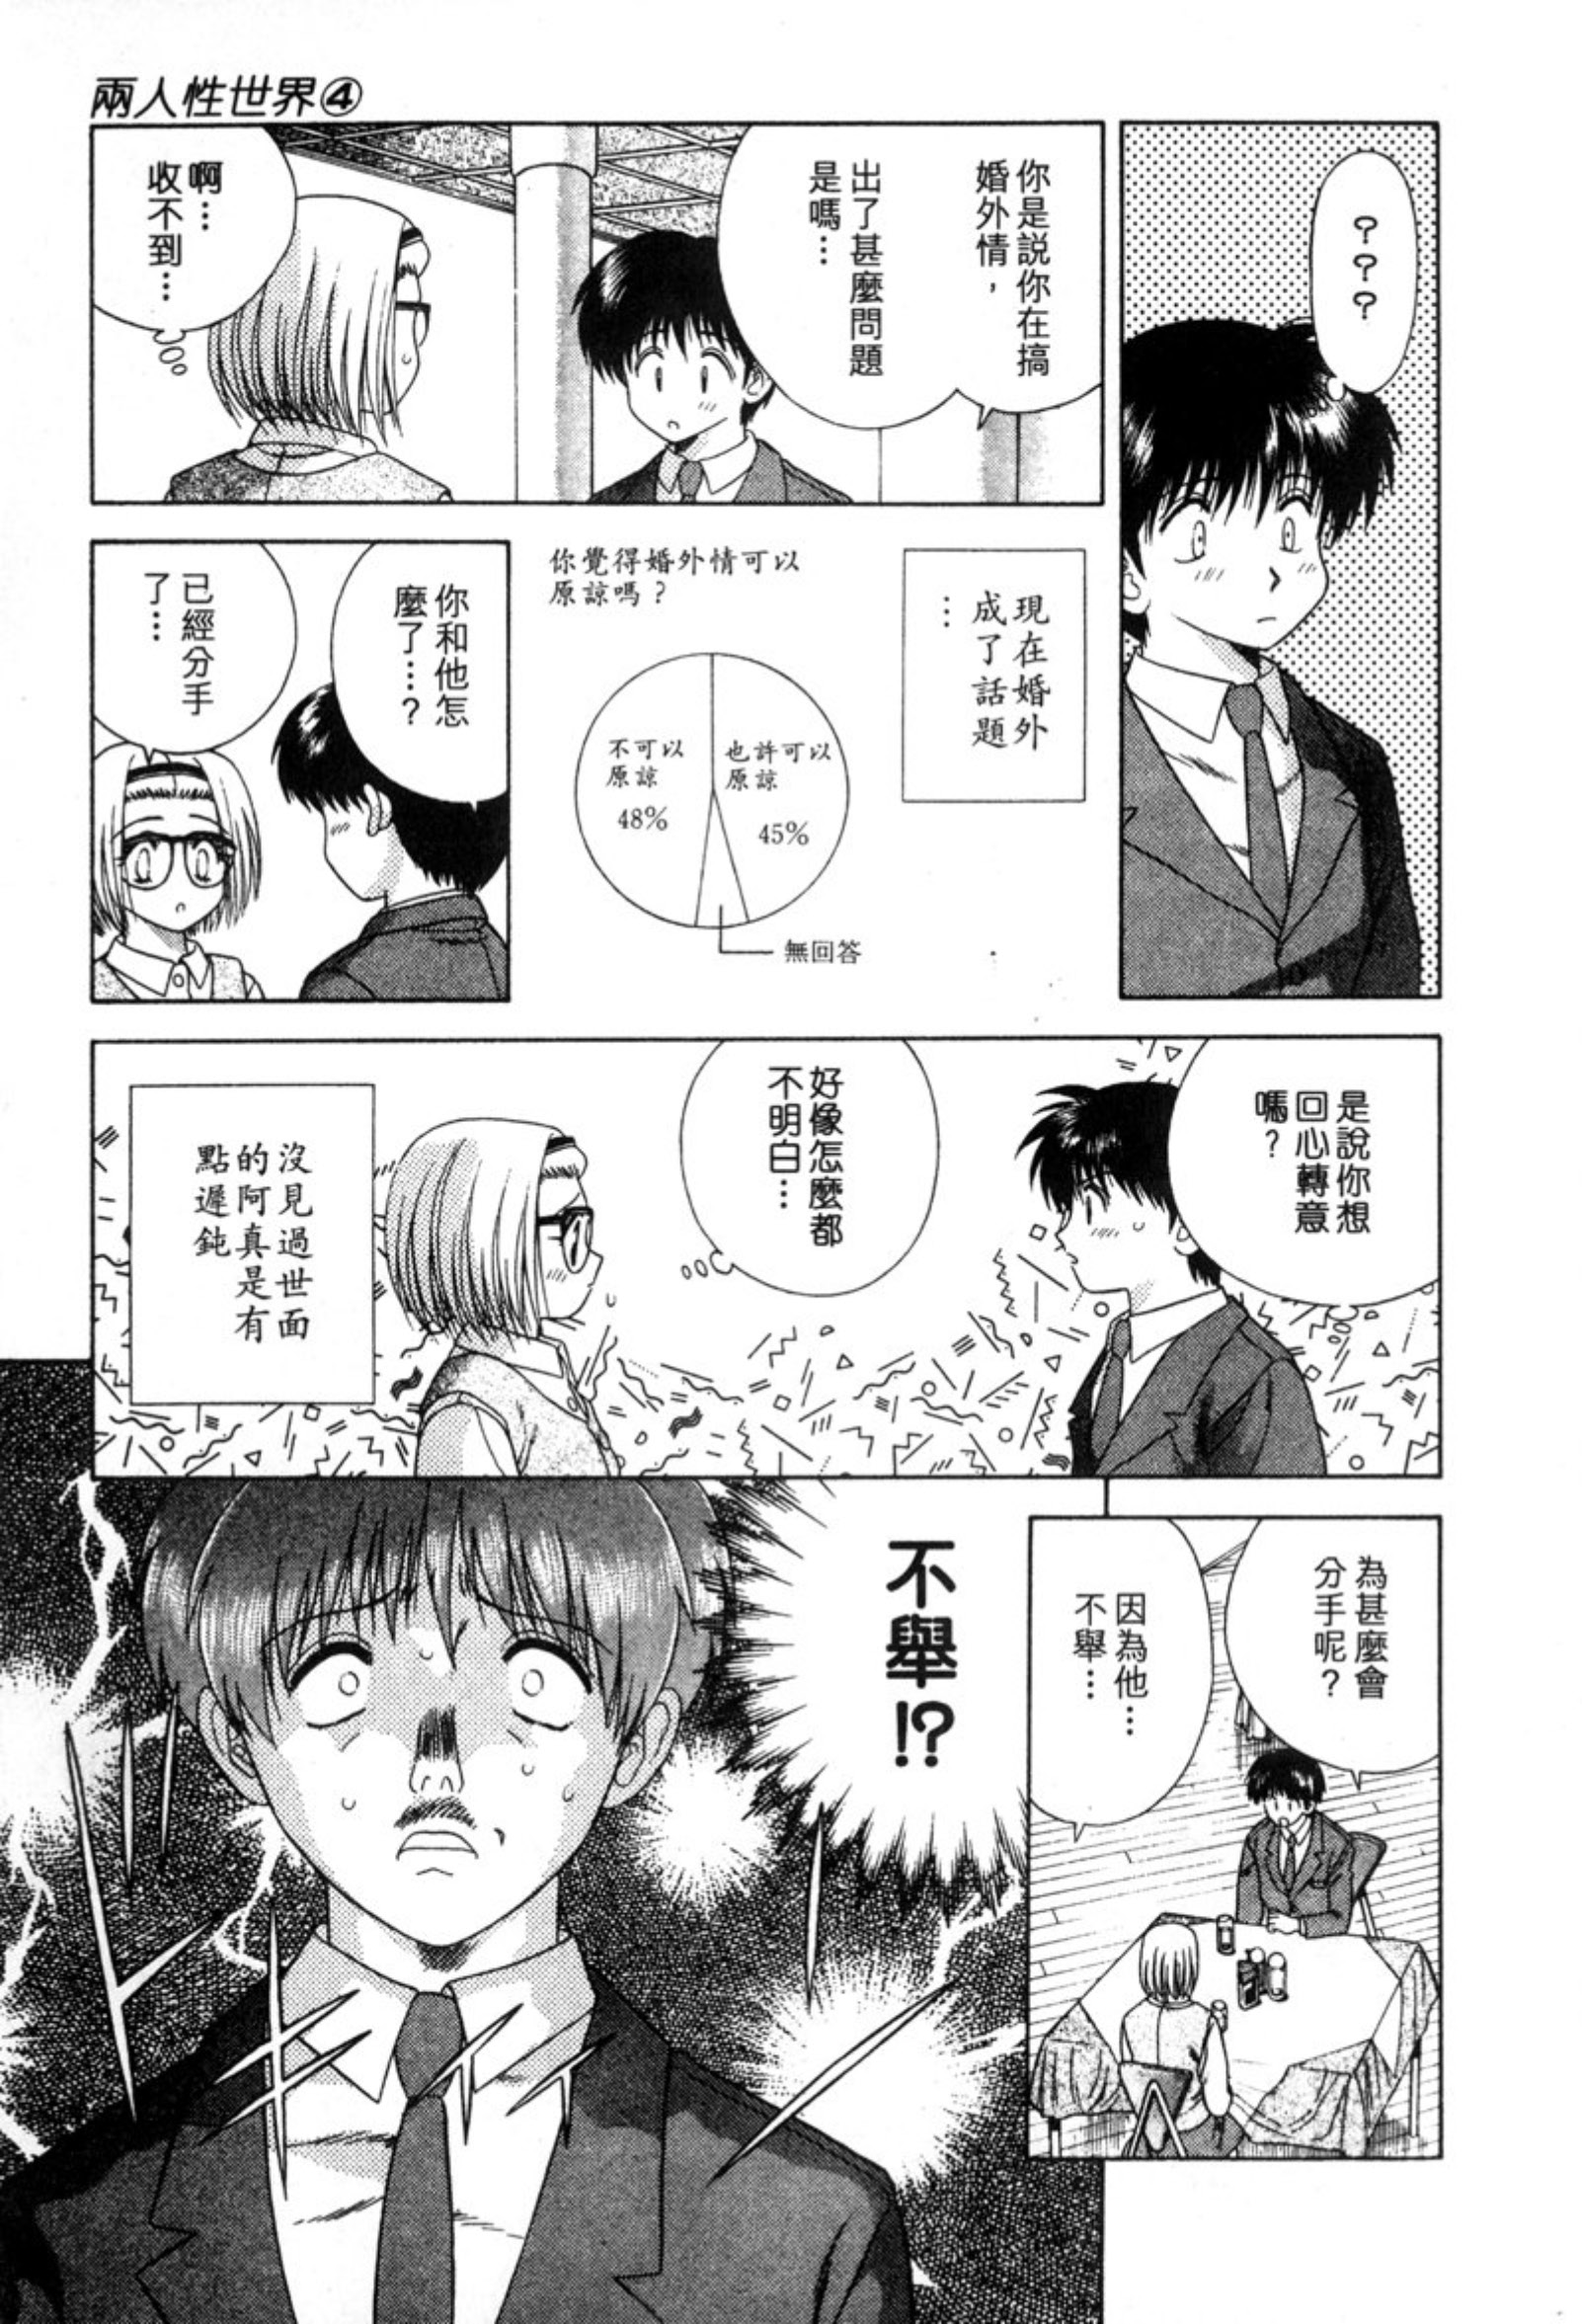 兩人性世界④
？？？
你是説你在搞
婚外情，
出了甚麼問題
是嗎…
啊…
收不到…
現在婚外
成了話題
…
你覺得婚外情可以
原諒嗎？
不可以
原諒
48%
也許可以
原諒
45%
無回答
你和他怎
麼了…？
已經分手
了…
是說你想
回心轉意
嗎？
好像怎麼都
不明白…
沒見過世面
的阿真是有
點遲鈍
為甚麼會
分手呢？
因為他…
不舉…
不舉!?